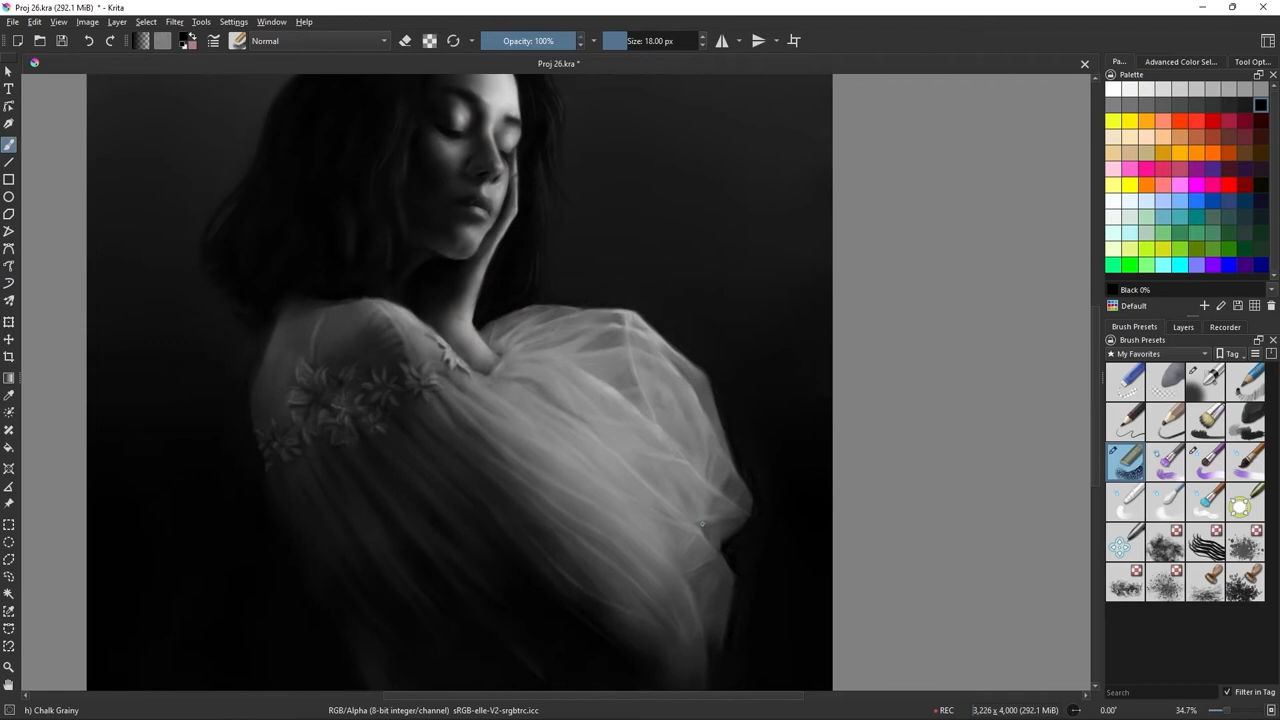 Proj 26.kra (292.1 MiB) * - Krita
File Edit View Image Layer Select Filter Tools Settings Window Help
Normal Opacity: 100% Size: 18.00 px
Proj 26.kra *
Pa... Advanced Color Sel... Tool Opt...
Palette
Black 0%
Default
Brush Presets Layers Recorder
Brush Presets
My Favorites Tag
Search Filter in Tag
h) Chalk Grainy RGB/Alpha (8-bit integer/channel) sRGB-elle-V2-srgbtrc.icc REC 3,226 x 4,000 (292.1 MiB) 0.00° 34.7%